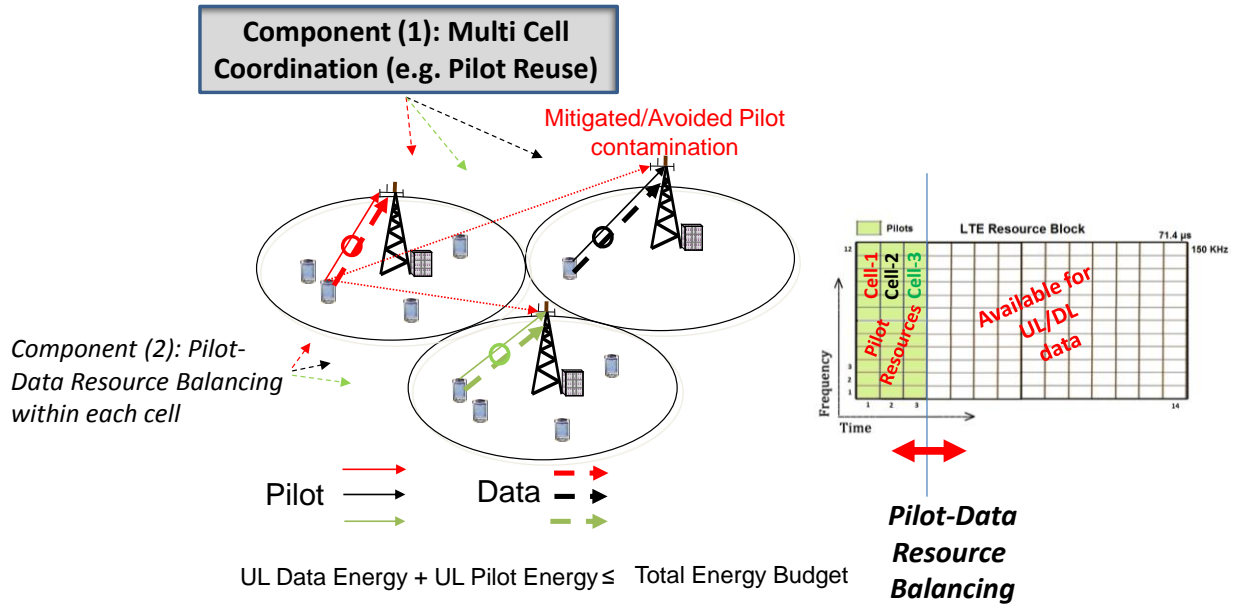 Component (1): Multi Cell
Coordination (e.g. Pilot Reuse)
Mitigated/Avoided Pilot
contamination
Component (2): Pilot-
Data Resource Balancing
within each cell
Pilots
LTE Resource Block
71.4 µs
150 KHz
12
Cell-1
Cell-2
Cell-3
Pilot
Resources
Available for
UL/DL
data
3
2
1
Frequency
1
2
3
14
Time
Pilot
Data
Pilot-Data
Resource
Balancing
UL Data Energy + UL Pilot Energy ≤ Total Energy Budget